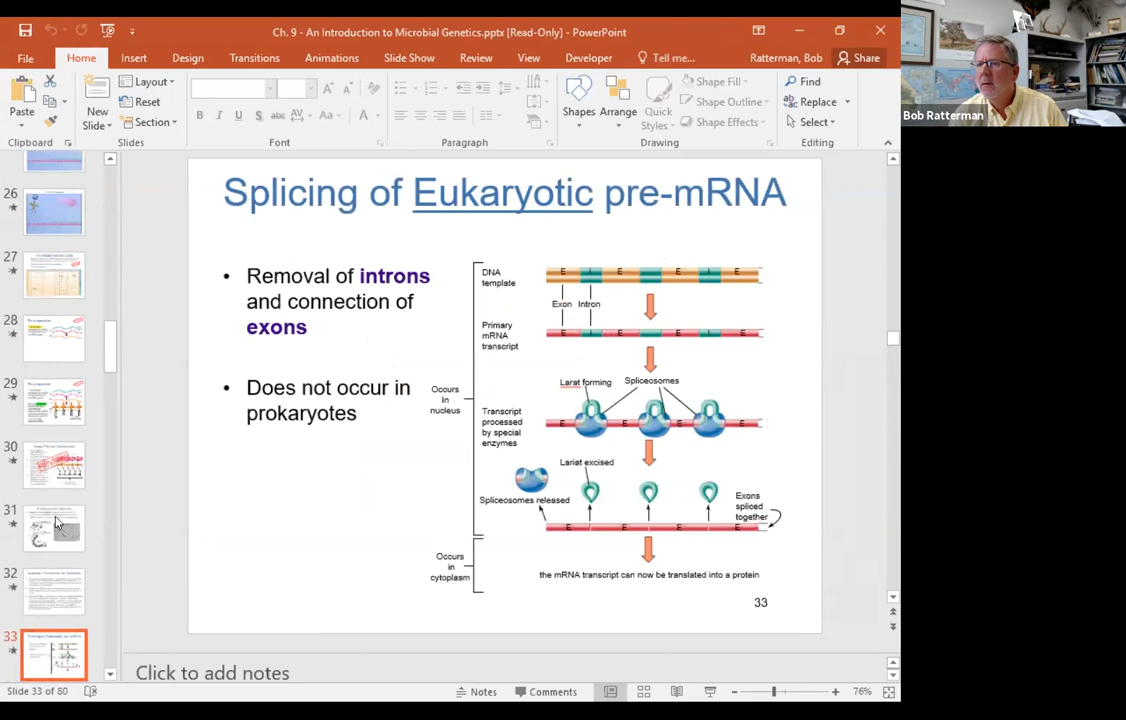 Ch. 9 - An Introduction to Microbial Genetics.pptx [Read-Only] - PowerPoint
File Home Insert Design Transitions Animations Slide Show Review View Developer Tell me... Ratterman, Bob Share
Paste
Clipboard
New
Slide
Layout
Reset
Section
Slides
B I U S abc AV Aa A
Font
Paragraph
Shapes
Arrange
Quick
Styles
Shape Fill
Shape Outline
Shape Effects
Drawing
Find
Replace
Select
Editing
Bob Ratterman
26
27
28
29
30
31
32
33
Splicing of Eukaryotic pre-mRNA
• Removal of introns
and connection of
exons
• Does not occur in
prokaryotes
Occurs
in
nucleus
Occurs
in
cytoplasm
DNA
template
E I E E I E
Exon Intron
Primary
mRNA
transcript
E I E E I E
Larat forming
Spliceosomes
Transcript
processed
by special
enzymes
E E E E
Lariat excised
Spliceosomes released
Exons
spliced
together
E E E E
the mRNA transcript can now be translated into a protein
33
Click to add notes
Slide 33 of 80
Notes Comments
76%